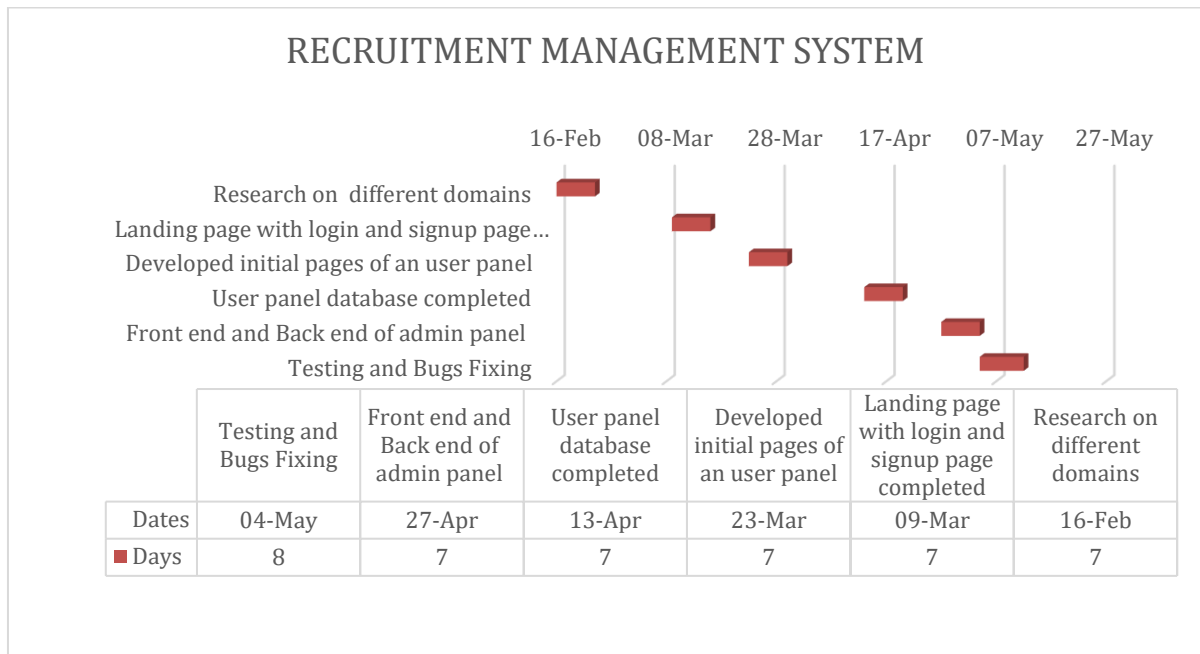 RECRUITMENT MANAGEMENT SYSTEM
16-Feb 08-Mar 28-Mar 17-Apr 07-May 27-May
Research on different domains
Landing page with login and signup page…
Developed initial pages of an user panel
User panel database completed
Front end and Back end of admin panel
Testing and Bugs Fixing
Testing and
Bugs Fixing
Front end and
Back end of
admin panel
User panel
database
completed
Developed
initial pages of
an user panel
Landing page
with login and
signup page
completed
Research on
different
domains
Dates 04-May 27-Apr 13-Apr 23-Mar 09-Mar 16-Feb
Days 8 7 7 7 7 7